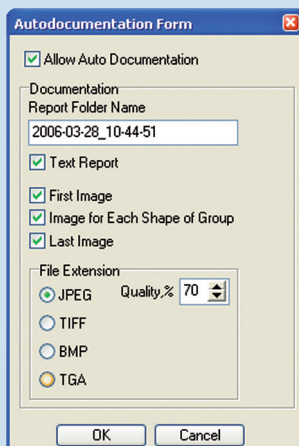 Autodocumentation Form
Allow Auto Documentation
Documentation
Report Folder Name
2006-03-28_10-44-51
Text Report
First Image
Image for Each Shape of Group
Last Image
File Extension
JPEG Quality,% 70
TIFF
BMP
TGA
OK Cancel